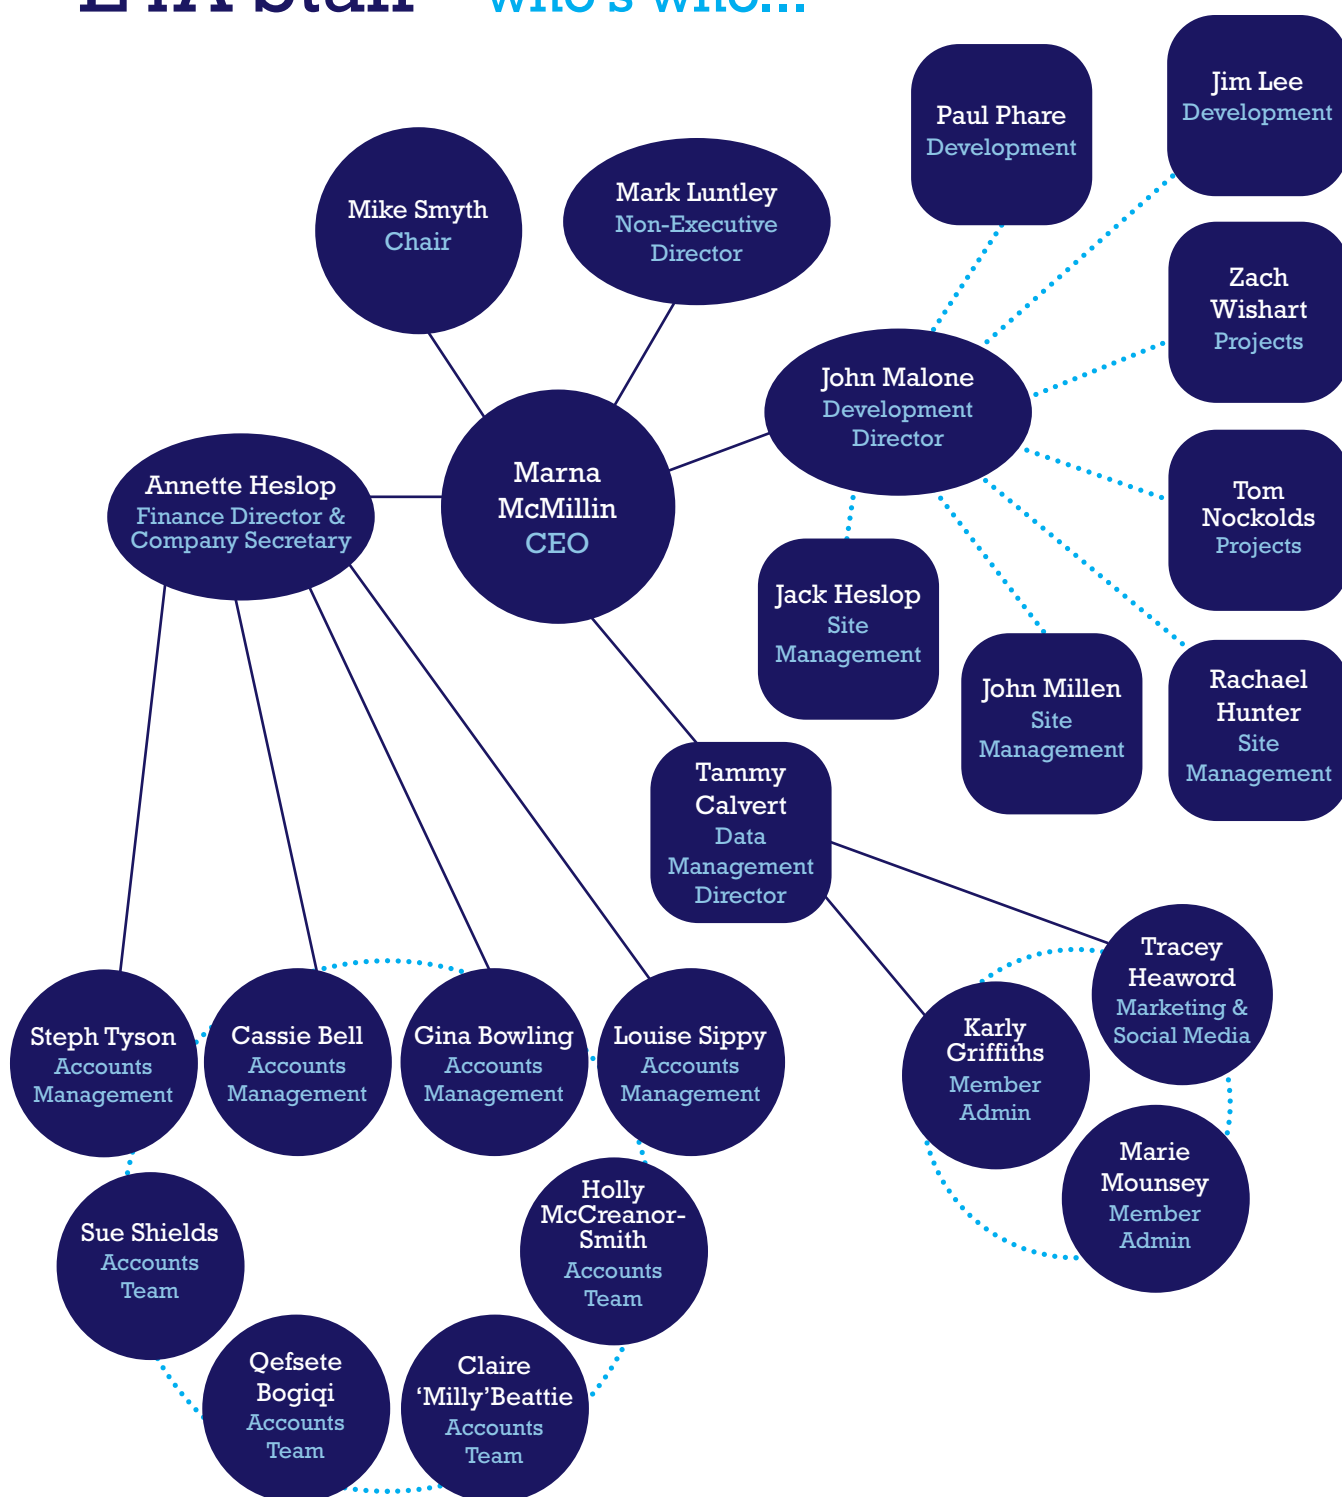 who's who...
Jim Lee
Development
Paul Phare
Development
Mike Smyth
Chair
Mark Luntley
Non-Executive
Director
Zach
Wishart
Projects
John Malone
Development
Director
Annette Heslop
Finance Director &
Company Secretary
Marna
McMillin
CEO
Tom
Nockolds
Projects
Jack Heslop
Site
Management
John Millen
Site
Management
Rachael
Hunter
Site
Management
Tammy
Calvert
Data
Management
Director
Tracey
Heaword
Marketing &
Social Media
Karly
Griffiths
Member
Admin
Marie
Mounsey
Member
Admin
Steph Tyson
Accounts
Management
Cassie Bell
Accounts
Management
Gina Bowling
Accounts
Management
Louise Sippy
Accounts
Management
Sue Shields
Accounts
Team
Holly
McCreanor-
Smith
Accounts
Team
Qefsete
Bogiqi
Accounts
Team
Claire
‘Milly’Beattie
Accounts
Team